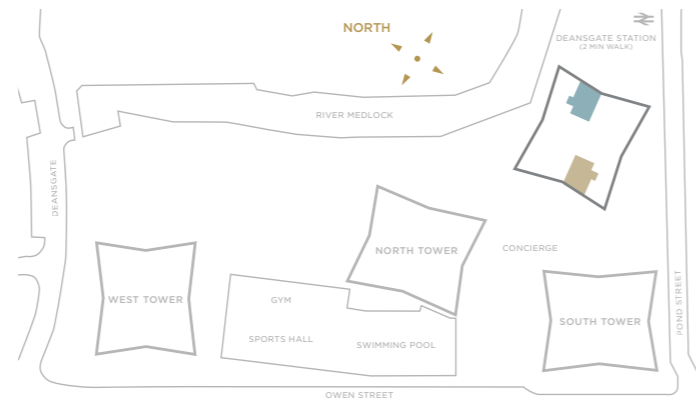 NORTH
DEANSGATE STATION
(2 MIN WALK)
RIVER MEDLOCK
DEANSGATE
NORTH TOWER
CONCIERGE
WEST TOWER
GYM
SOUTH TOWER
POND STREET
SPORTS HALL
SWIMMING POOL
OWEN STREET